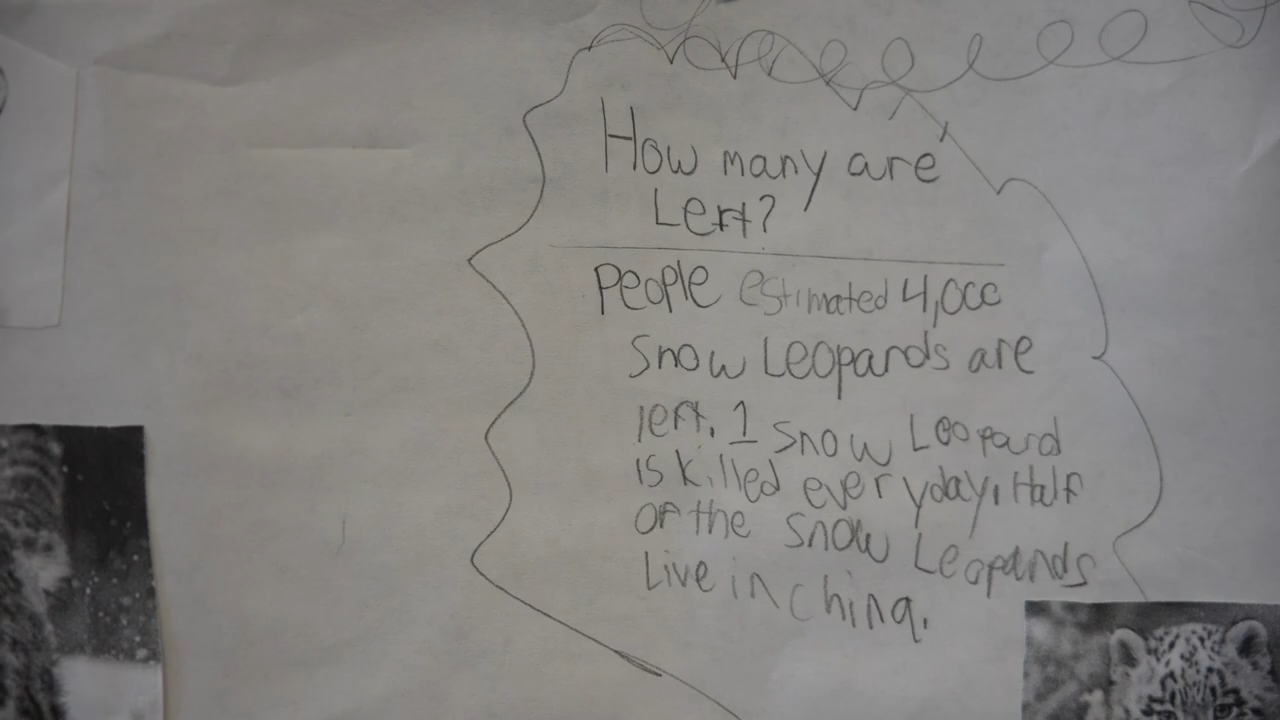 How many are
Left?
People estimated 4,000
Snow Leopards are
left. 1 snow Leopard
is killed everyday. Half
of the snow Leopards
Live in china.